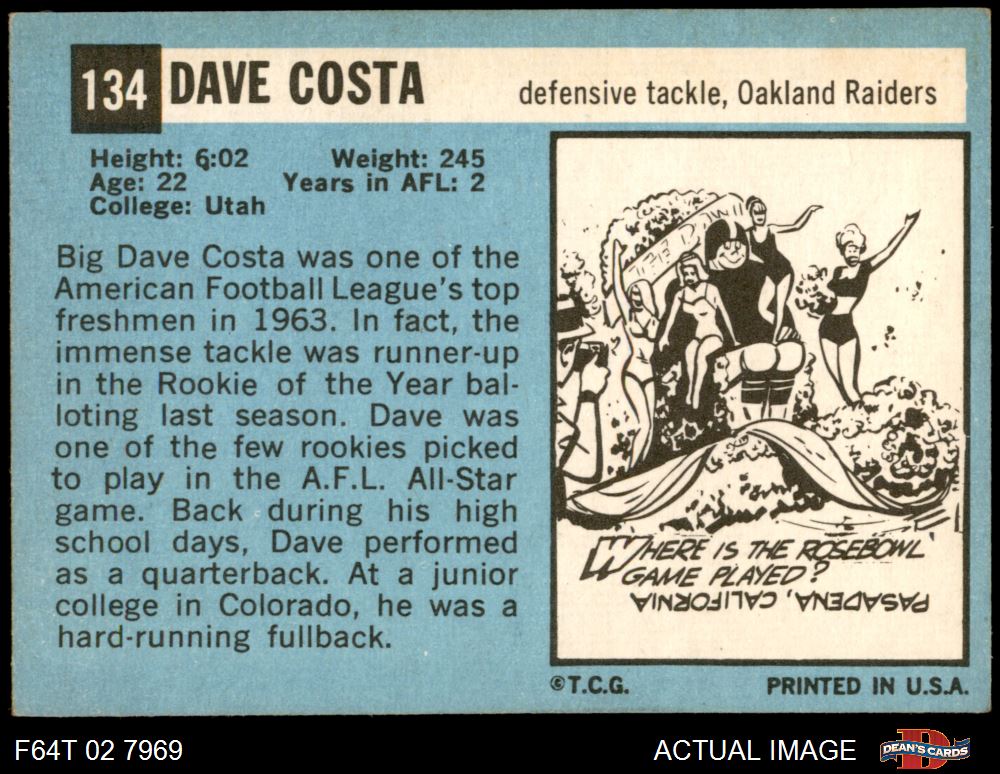 134 DAVE COSTA defensive tackle, Oakland Raiders
Height: 6:02 Weight: 245
Age: 22 Years in AFL: 2
College: Utah
Big Dave Costa was one of the
American Football League's top
freshmen in 1963. In fact, the
immense tackle was runner-up
in the Rookie of the Year bal-
loting last season. Dave was
one of the few rookies picked
to play in the A.F.L. All-Star
game. Back during his high
school days, Dave performed
as a quarterback. At a junior
college in Colorado, he was a
hard-running fullback.
WHERE IS THE ROSEBOWL
GAME PLAYED?
PASADENA, CALIFORNIA
©T.C.G. PRINTED IN U.S.A.
F64T 02 7969 ACTUAL IMAGE DEAN'S CARDS